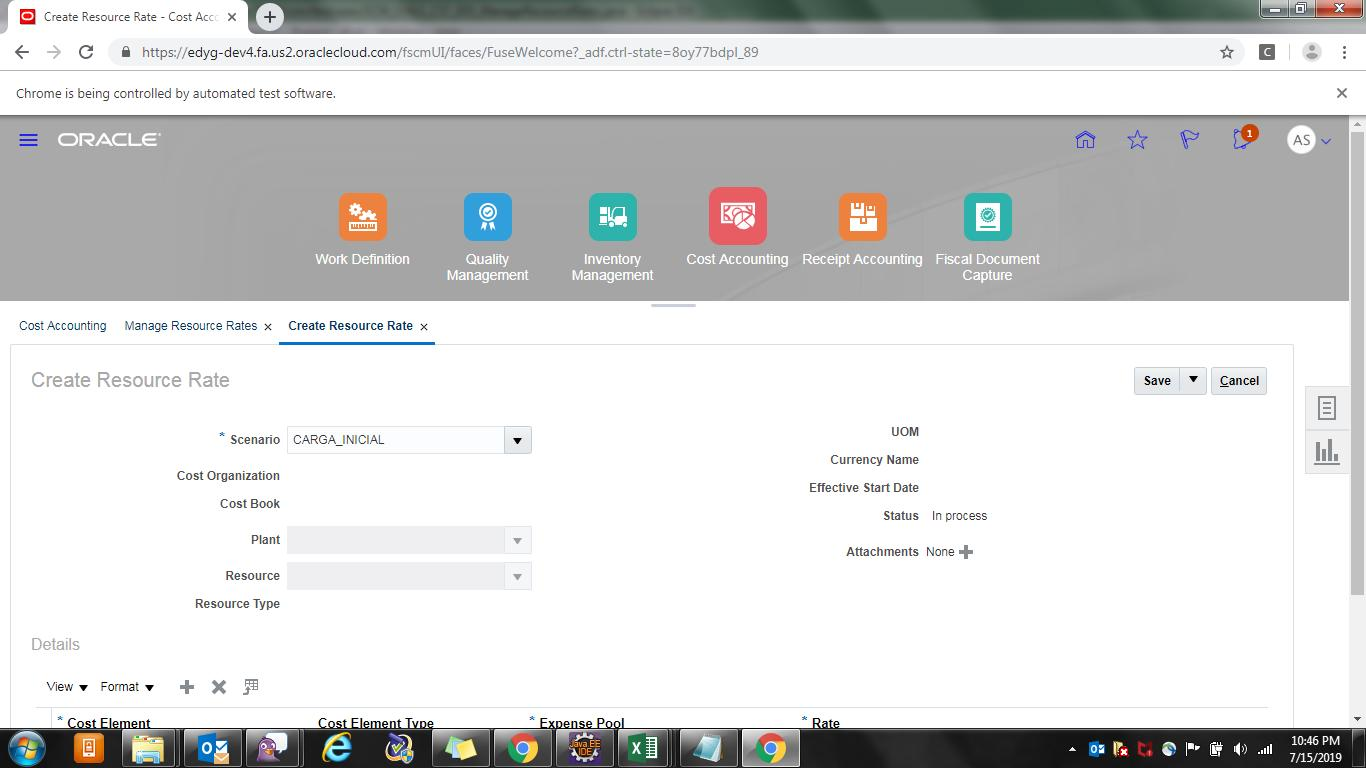 Create Resource Rate - Cost Acc
https://edyg-dev4.fa.us2.oraclecloud.com/fscmUI/faces/FuseWelcome?_adf.ctrl-state=8oy77bdpl_89
C
Chrome is being controlled by automated test software.
ORACLE
1
AS
Work Definition
Quality Management
Inventory Management
Cost Accounting
Receipt Accounting
Fiscal Document Capture
Cost Accounting
Manage Resource Rates
Create Resource Rate
Create Resource Rate
Save
Cancel
* Scenario CARGA_INICIAL
Cost Organization
Cost Book
Plant
Resource
Resource Type
UOM
Currency Name
Effective Start Date
Status In process
Attachments None
Details
View
Format
* Cost Element
Cost Element Type
* Expense Pool
* Rate
Java EE IDE
10:46 PM
7/15/2019